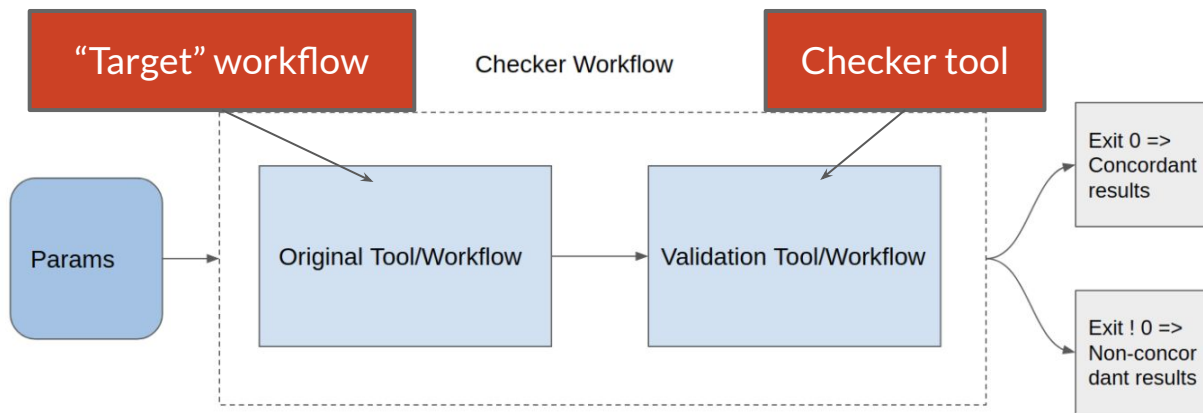 “Target” workflow
Checker Workflow
Checker tool
Params
Original Tool/Workflow
Validation Tool/Workflow
Exit 0 =>
Concordant
results
Exit ! 0 =>
Non-concor
dant results